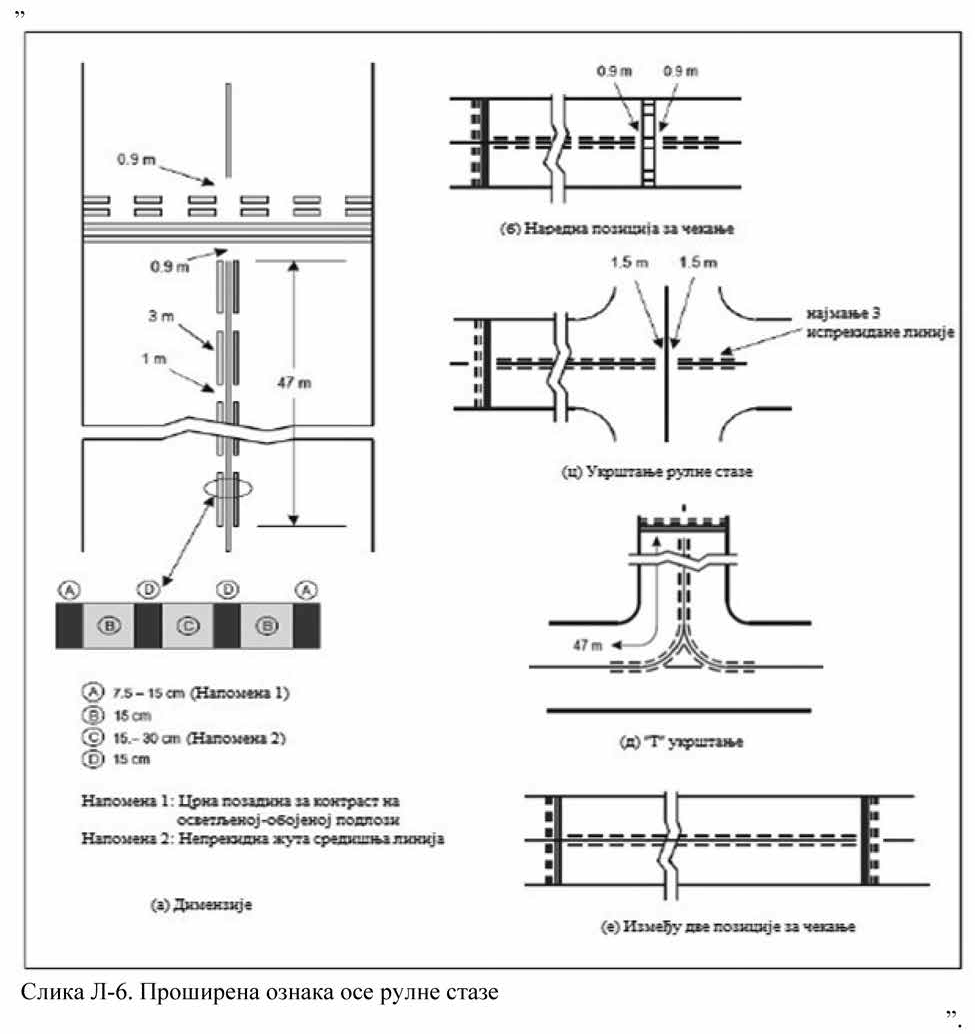 ”
0.9 m
0.9 m
3 m
1 m
47 m
A D D A
B C B
A 7.5 – 15 cm (Напомена 1)
B 15 cm
C 15.– 30 cm (Напомена 2)
D 15 cm
Напомена 1: Црна позадина за контраст на
осветљеној-обојеној подлози
Напомена 2: Непрекидна жута средишња линија
(а) Димензије
0.9 m 0.9 m
(б) Наредна позиција за чекање
1.5 m 1.5 m
најмање 3
испрекидане линије
(ц) Укрштање рулне стазе
47 m
(д) "Т" укрштање
(е) Између две позиције за чекање
Слика Л-6. Проширена ознака осе рулне стазе
”.